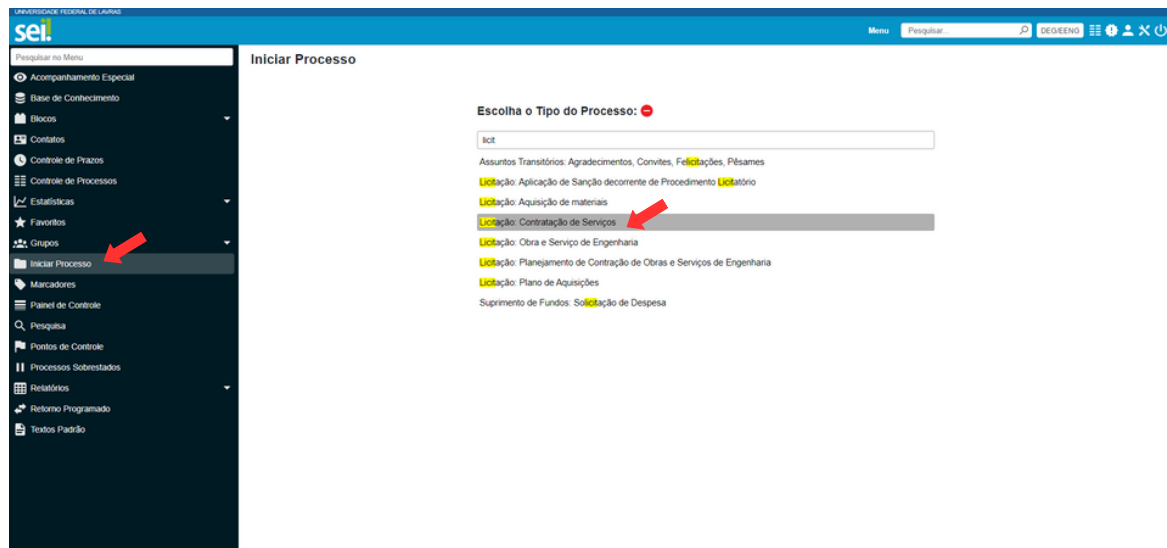 UNIVERSIDADE FEDERAL DE LAVRAS
sei!
Menu
Pesquisar...
DEG/EENG
Pesquisar no Menu
Acompanhamento Especial
Base de Conhecimento
Blocos
Contatos
Controle de Prazos
Controle de Processos
Estatísticas
Favoritos
Grupos
Iniciar Processo
Marcadores
Painel de Controle
Pesquisa
Pontos de Controle
Processos Sobrestados
Relatórios
Retorno Programado
Textos Padrão
Iniciar Processo
Escolha o Tipo do Processo:
licit
Assuntos Transitórios: Agradecimentos, Convites, Felicitações, Pêsames
Licitação: Aplicação de Sanção decorrente de Procedimento Licitatório
Licitação: Aquisição de materiais
Licitação: Contratação de Serviços
Licitação: Obra e Serviço de Engenharia
Licitação: Planejamento de Contração de Obras e Serviços de Engenharia
Licitação: Plano de Aquisições
Suprimento de Fundos: Solicitação de Despesa